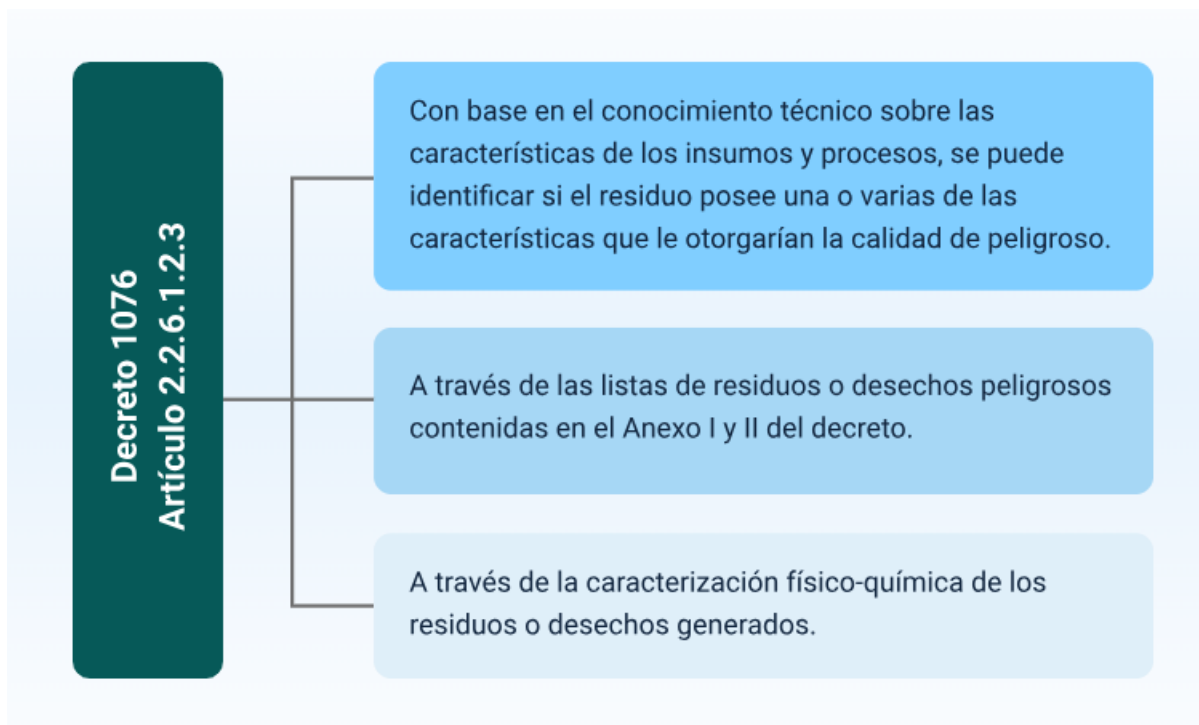 Decreto 1076
Artículo 2.2.6.1.2.3
Con base en el conocimiento técnico sobre las
características de los insumos y procesos, se puede
identificar si el residuo posee una o varias de las
características que le otorgarían la calidad de peligroso.
A través de las listas de residuos o desechos peligrosos
contenidas en el Anexo I y II del decreto.
A través de la caracterización físico-química de los
residuos o desechos generados.